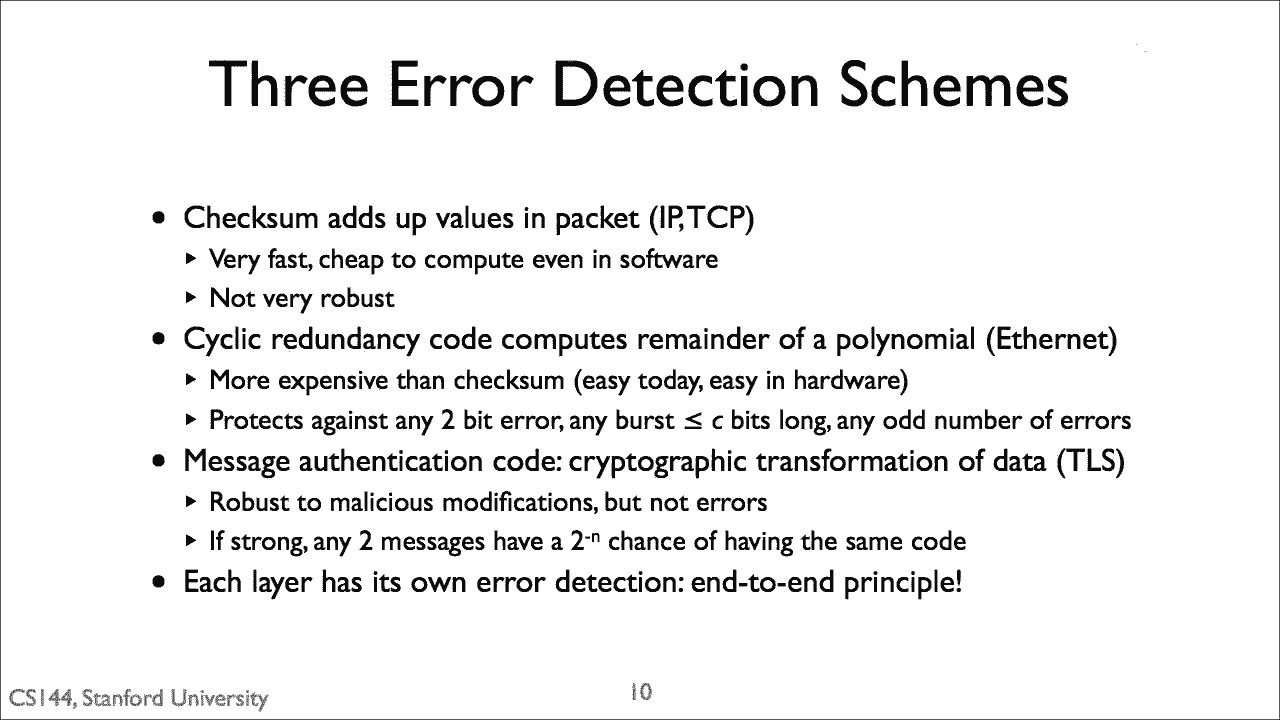 Three Error Detection Schemes
• Checksum adds up values in packet (IP,TCP)
‣ Very fast, cheap to compute even in software
‣ Not very robust
• Cyclic redundancy code computes remainder of a polynomial (Ethernet)
‣ More expensive than checksum (easy today, easy in hardware)
‣ Protects against any 2 bit error, any burst ≤ c bits long, any odd number of errors
• Message authentication code: cryptographic transformation of data (TLS)
‣ Robust to malicious modifications, but not errors
‣ If strong, any 2 messages have a 2⁻ⁿ chance of having the same code
• Each layer has its own error detection: end-to-end principle!
CS144, Stanford University
10